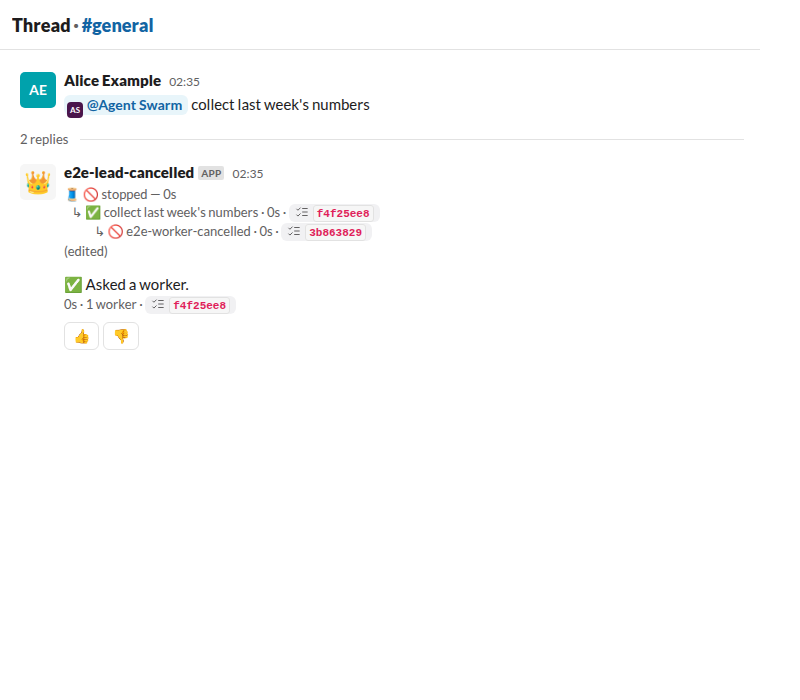 Thread • #general
AE
Alice Example 02:35
AS @Agent Swarm collect last week's numbers
2 replies
e2e-lead-cancelled APP 02:35
🧵 🚫 stopped — 0s
↳ ✅ collect last week's numbers · 0s · f4f25ee8
↳ 🚫 e2e-worker-cancelled · 0s · 3b863829
(edited)
✅ Asked a worker.
0s · 1 worker · f4f25ee8
👍 👎